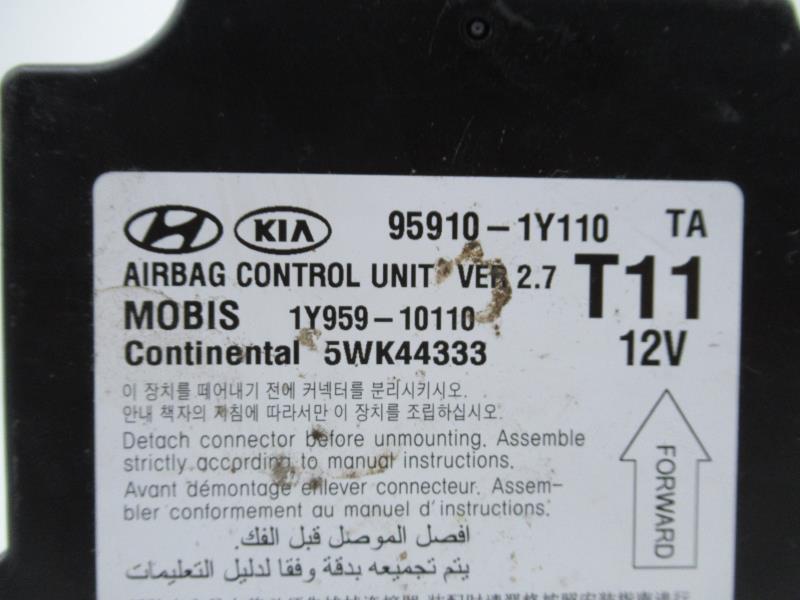 KIA 95910-1Y110 TA
AIRBAG CONTROL UNIT VER 2.7 T11
MOBIS 1Y959-10110
Continental 5WK44333 12V
이 장치를 떼어내기 전에 커넥터를 분리시키시오.
안내 책자의 지침에 따라서만 이 장치를 조립하십시오.
Detach connector before unmounting. Assemble
strictly according to manual instructions.
Avant démontage enlever connecteur. Assem-
bler conformement au manuel d'instructions.
افصل الموصل قبل الفك.
يتم تجميعه بدقة وفقا لدليل التعليمات
FORWARD